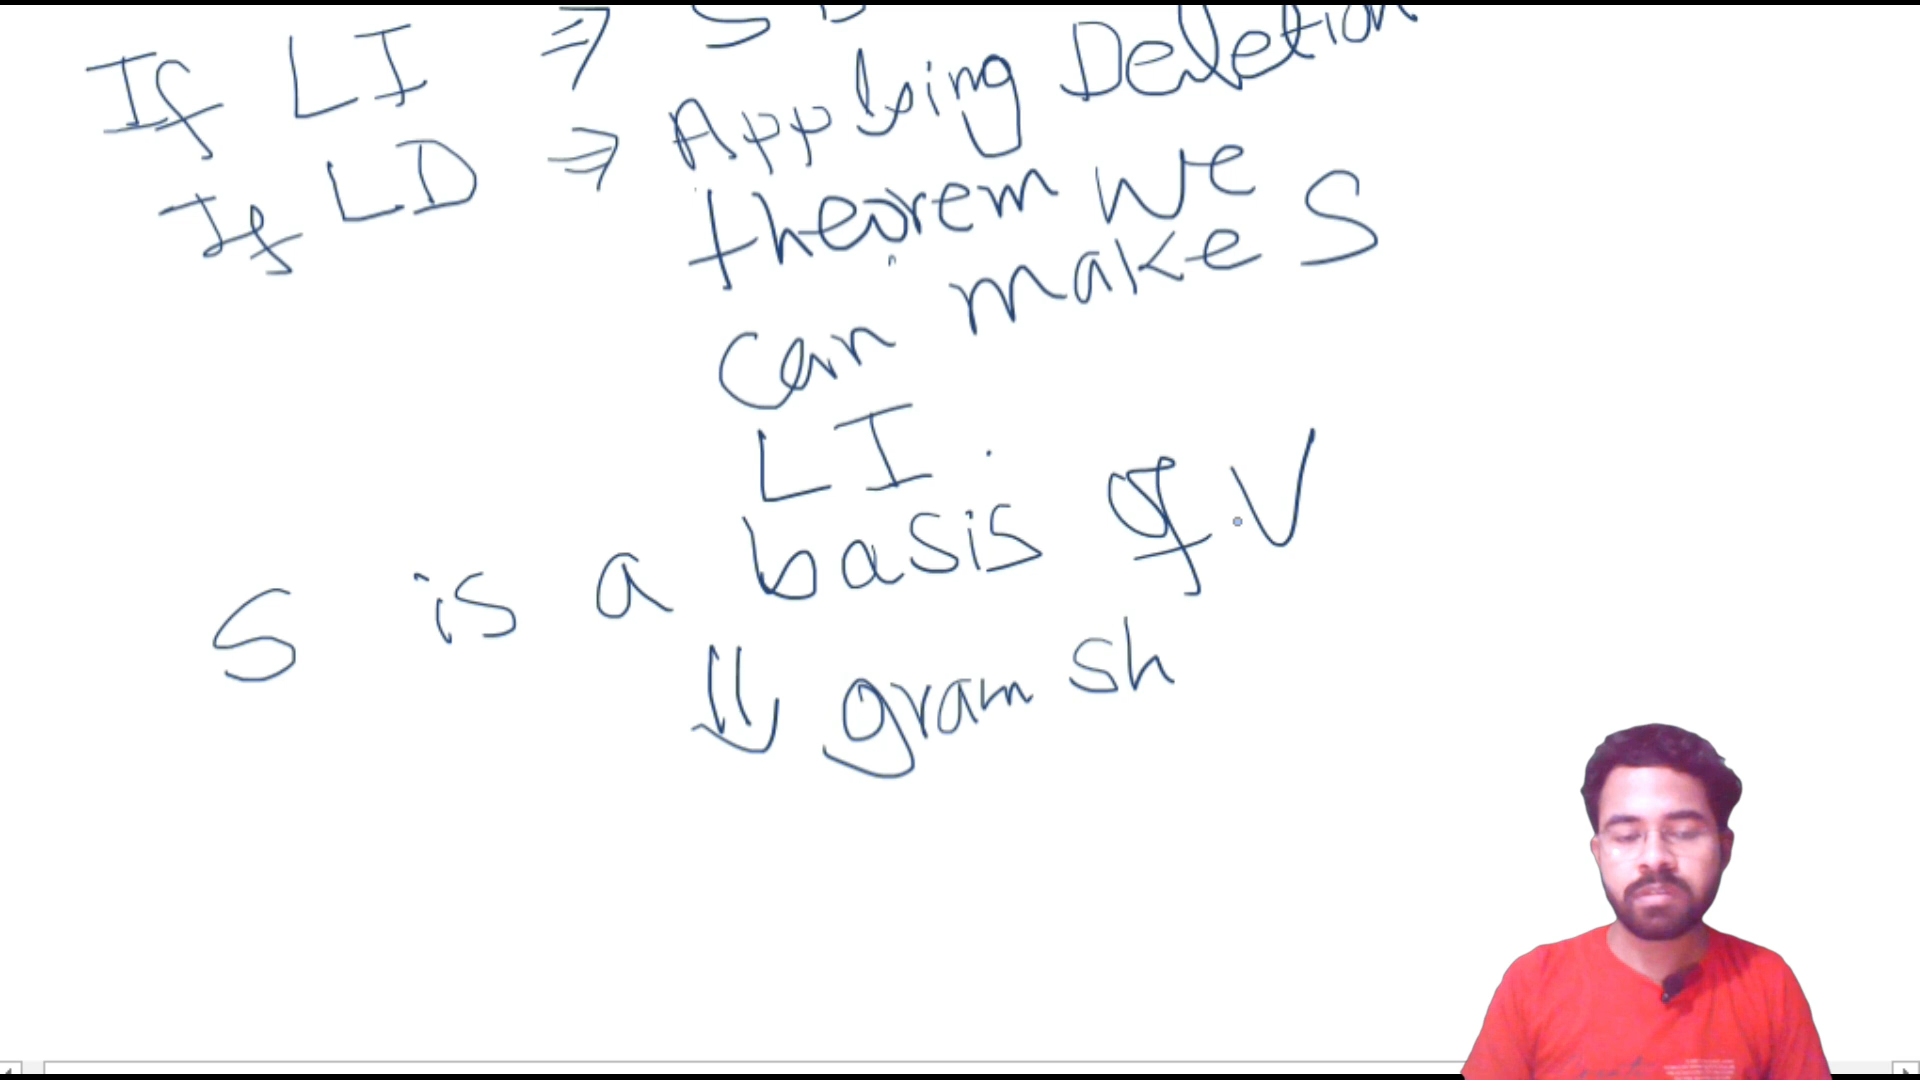 If LI ⇒ S
If LD ⇒ Applying Deletion
theorem we
can make S
LI.
S is a basis of V
⇓ gram sh